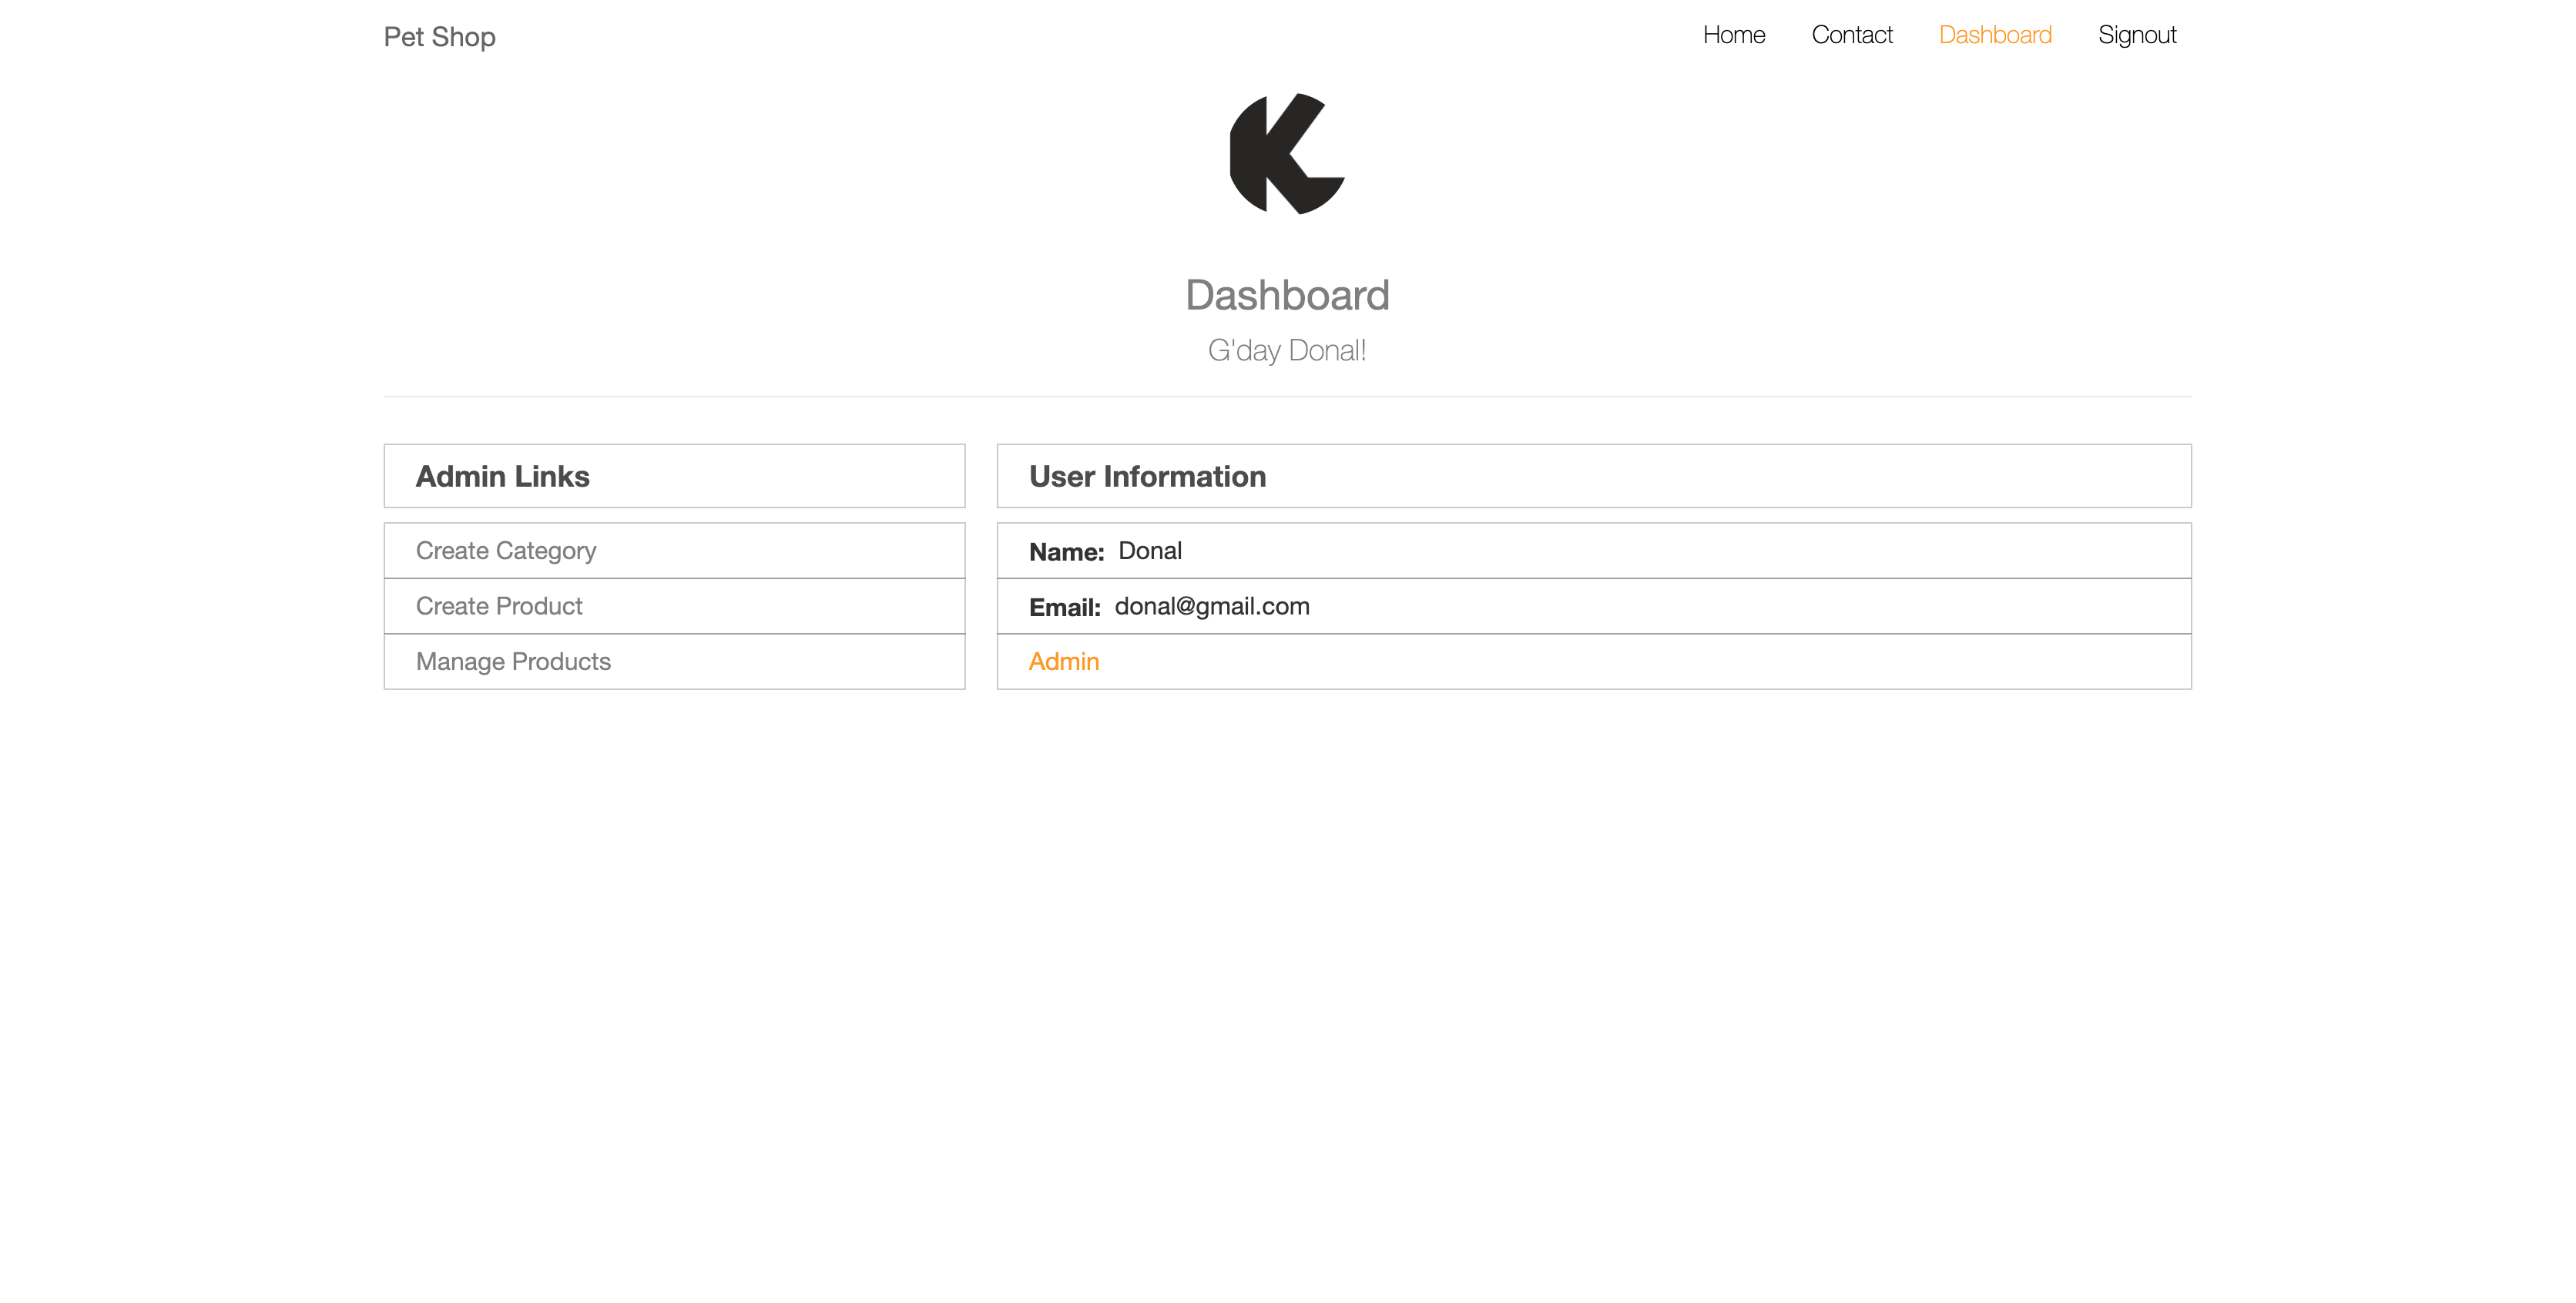 Pet Shop
Home Contact Dashboard Signout
K
Dashboard
G'day Donal!
Admin Links
Create Category
Create Product
Manage Products
User Information
Name: Donal
Email: donal@gmail.com
Admin